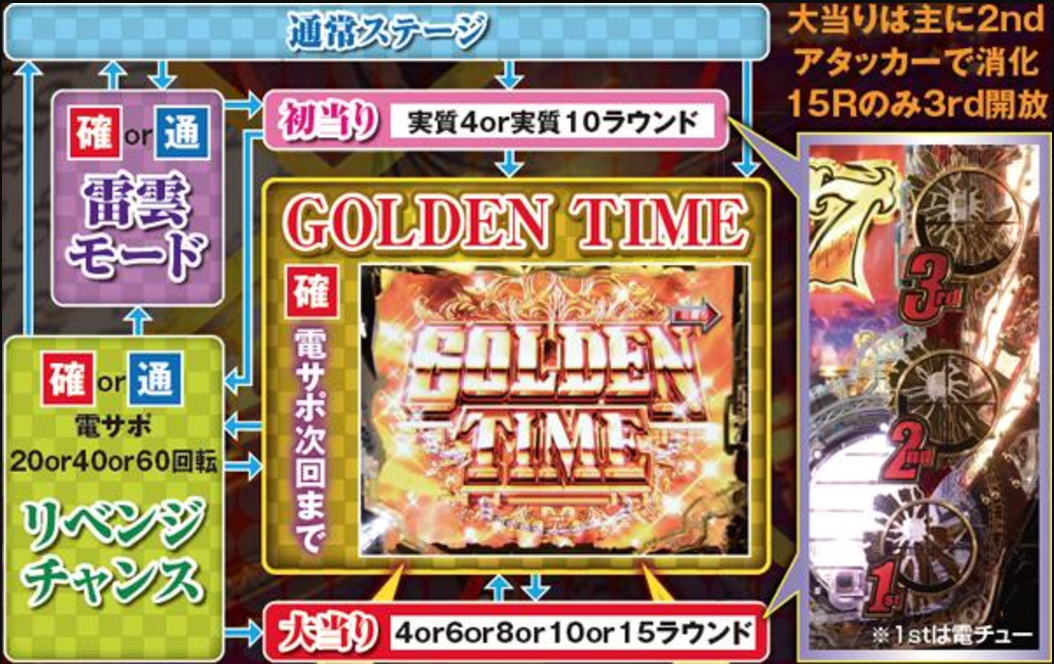 通常ステージ
大当りは主に2nd
アタッカーで消化
15Rのみ3rd開放
確or通
雷雲
モード
初当り 実質4or実質10ラウンド
GOLDEN TIME
確
電サポ次回まで
GOLDEN
TIME
7
3rd
2nd
1st
※1stは電チュー
確or通
電サポ
20or40or60回転
リベンジ
チャンス
大当り 4or6or8or10or15ラウンド